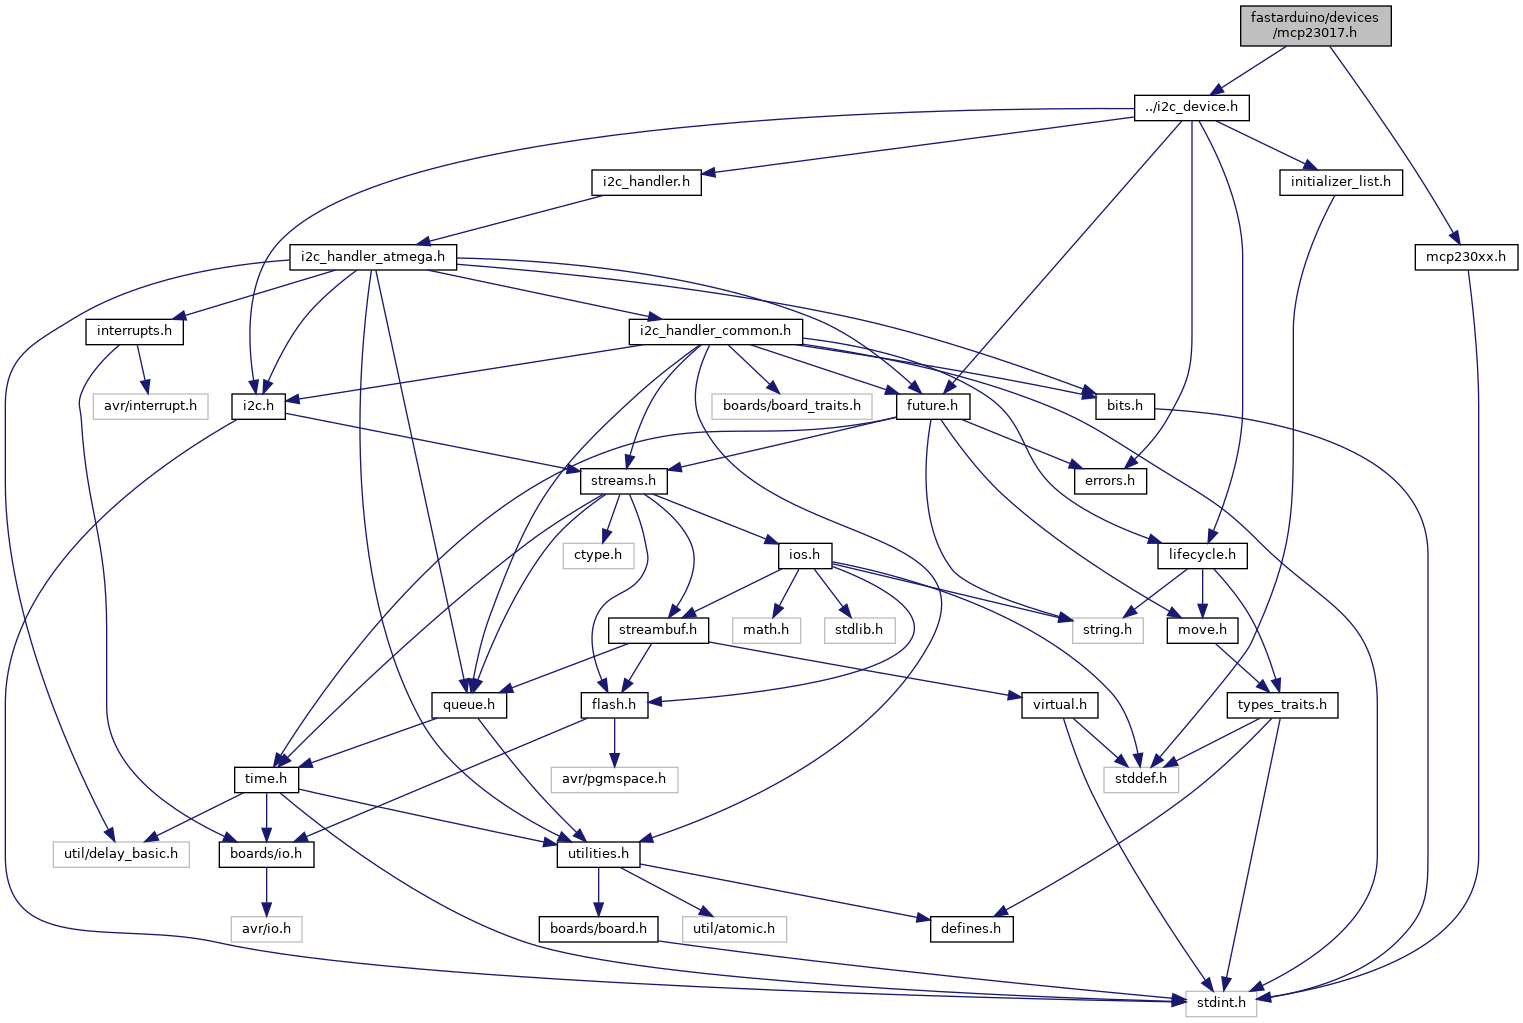 fastarduino/devices
/mcp23017.h
../i2c_device.h
i2c_handler.h
initializer_list.h
i2c_handler_atmega.h
mcp230xx.h
interrupts.h
i2c_handler_common.h
avr/interrupt.h
i2c.h
boards/board_traits.h
future.h
bits.h
streams.h
errors.h
ctype.h
ios.h
lifecycle.h
streambuf.h
math.h
stdlib.h
string.h
move.h
queue.h
flash.h
virtual.h
types_traits.h
time.h
avr/pgmspace.h
stddef.h
util/delay_basic.h
boards/io.h
utilities.h
avr/io.h
boards/board.h
util/atomic.h
defines.h
stdint.h